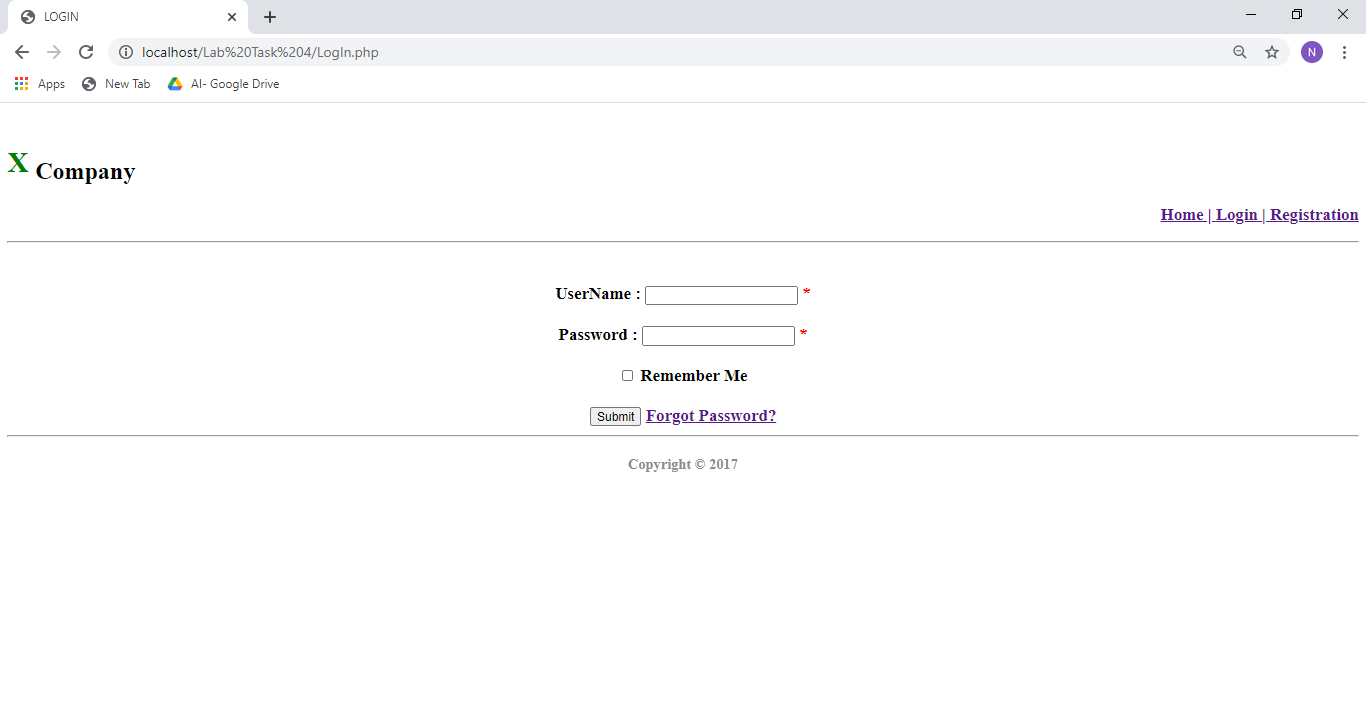 LOGIN
localhost/Lab%20Task%204/LogIn.php
N
Apps New Tab AI- Google Drive
X Company
Home | Login | Registration
UserName : *
Password : *
Remember Me
Submit Forgot Password?
Copyright © 2017